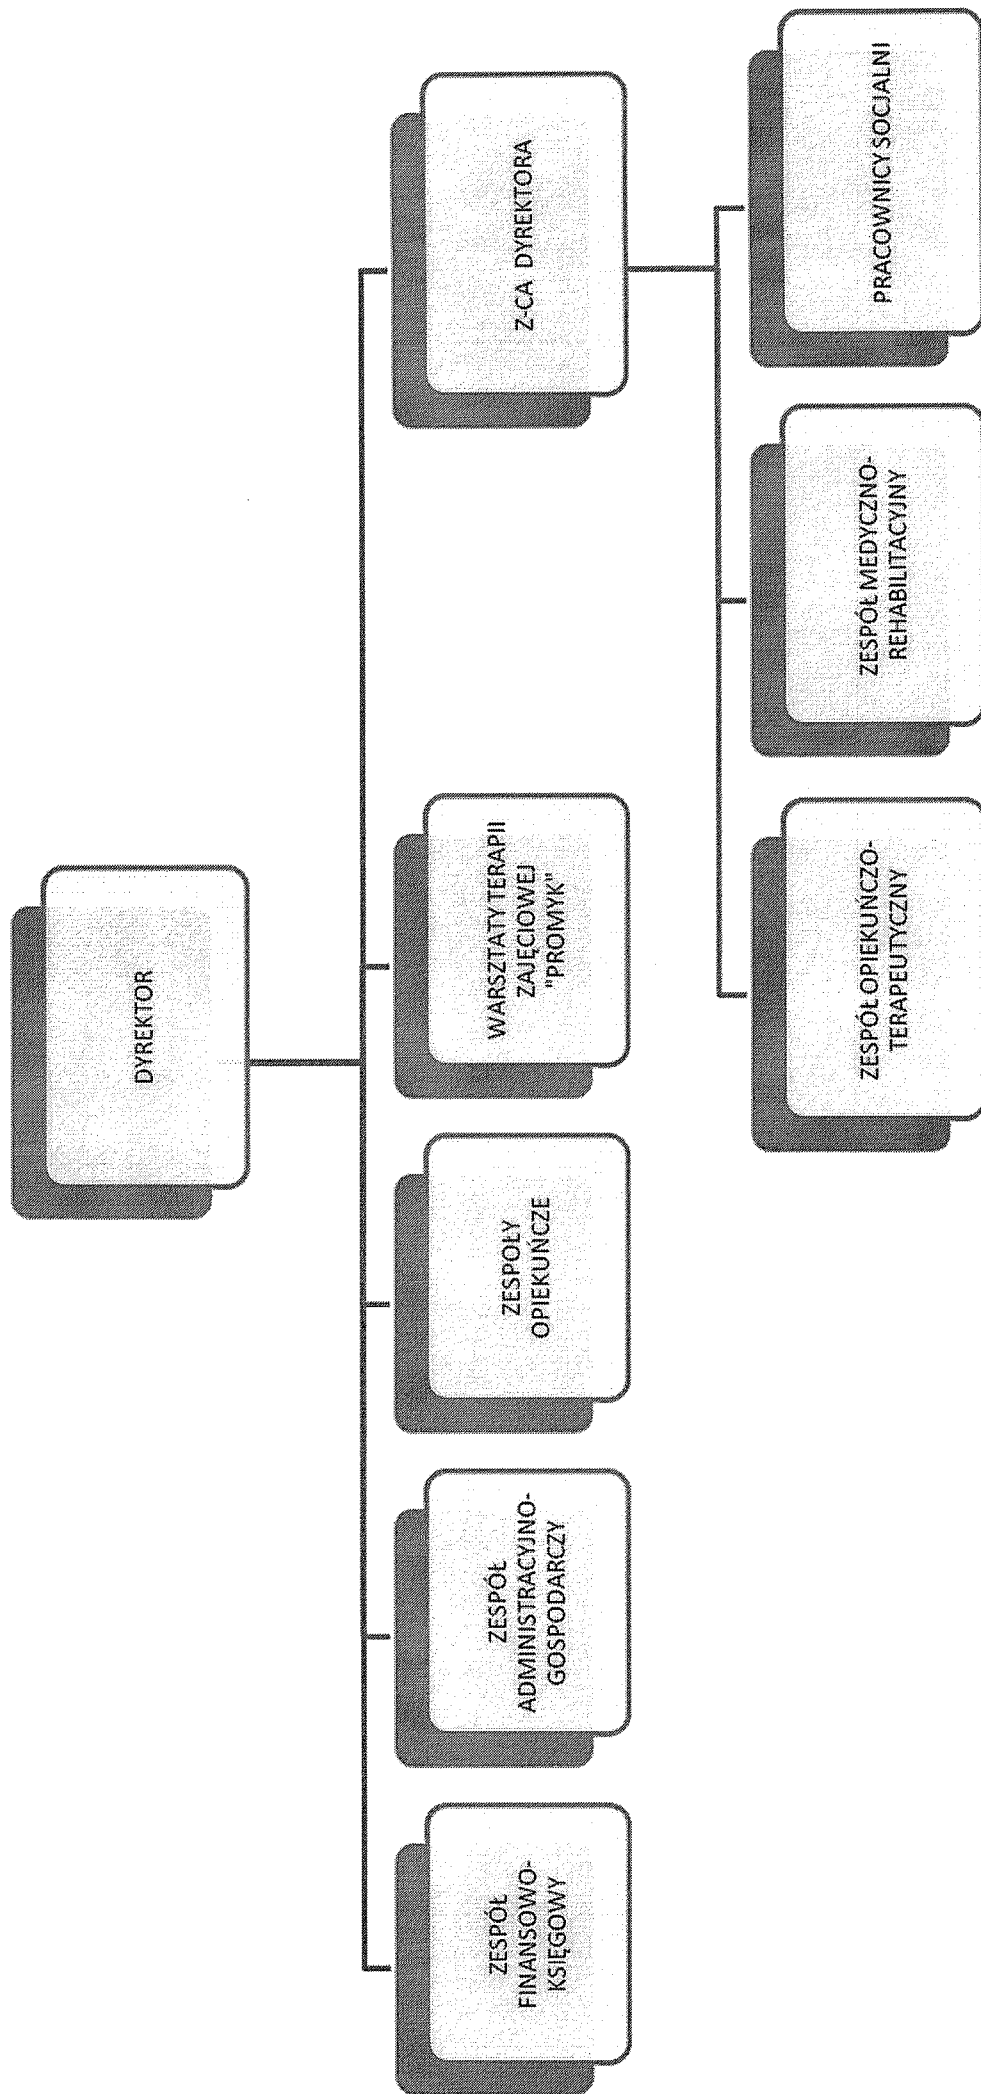 DYREKTOR
ZESPÓŁ
FINANSOWO-
KSIĘGOWY
ZESPÓŁ
ADMINISTRACYJNO-
GOSPODARCZY
ZESPOŁY
OPIEKUŃCZE
WARSZTATY TERAPII
ZAJĘCIOWEJ
"PROMYK"
Z-CA DYREKTORA
ZESPÓŁ OPIEKUŃCZO-
TERAPEUTYCZNY
ZESPÓŁ MEDYCZNO-
REHABILITACYJNY
PRACOWNICY SOCJALNI